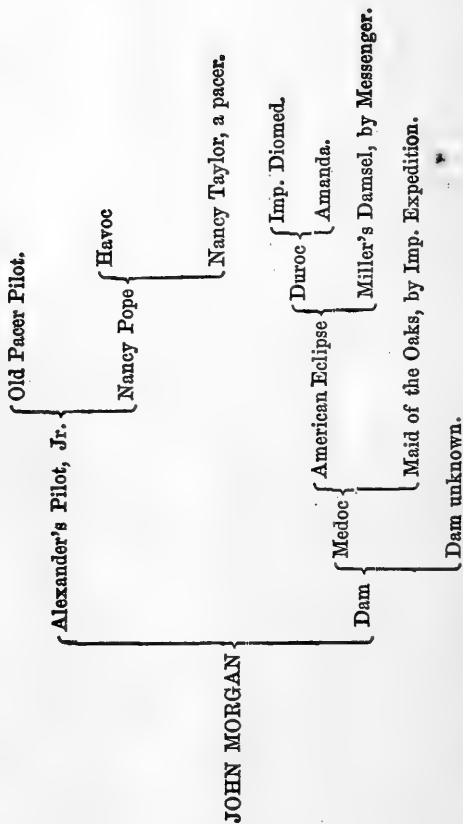 JOHN MORGAN
Alexander's Pilot, Jr.
Old Pacer Pilot.
Nancy Pope
Havoc
Nancy Taylor, a pacer.
Dam
Medoc
American Eclipse
Duroc
Imp. Diomed.
Amanda.
Miller's Damsel, by Messenger.
Maid of the Oaks, by Imp. Expedition.
Dam unknown.